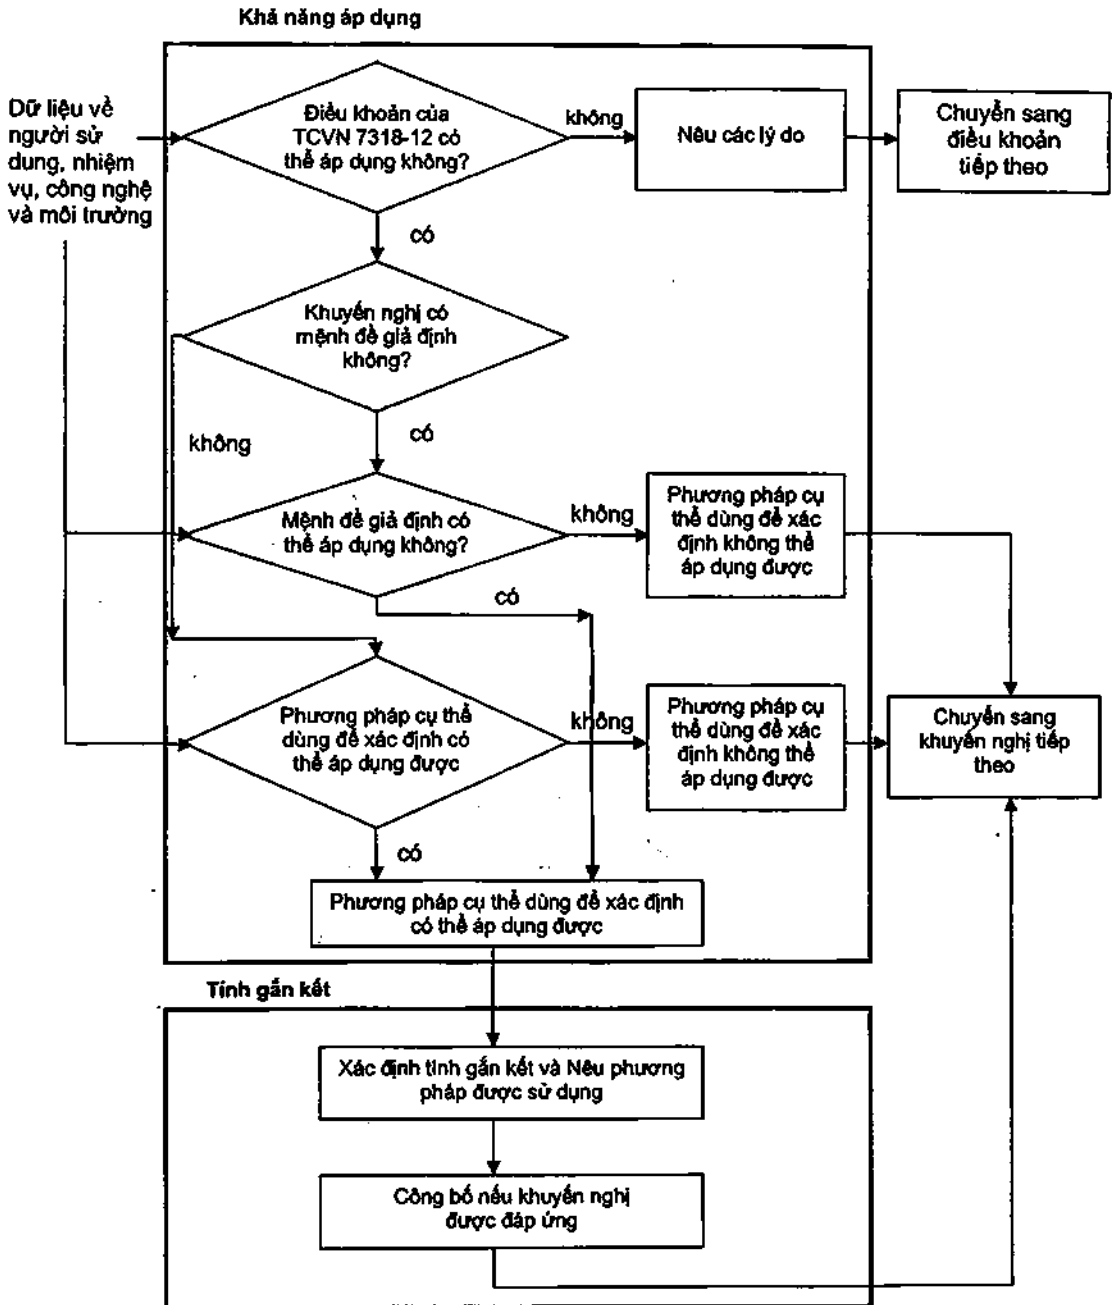 Khả năng áp dụng
Dữ liệu về
người sử
dung, nhiệm
vụ, công nghệ
và môi trường
Điều khoản của
TCVN 7318-12 có
thể áp dụng không?
không
Nêu các lý do
Chuyển sang
điều khoản
tiếp theo
có
Khuyến nghị có
mệnh đề giả định
không?
không
có
Mệnh đề giả định có
thể áp dụng không?
không
Phương pháp cụ
thể dùng để xác
định không thể
áp dụng được
có
Phương pháp cụ thể
dùng để xác định có
thể áp dụng được
không
Phương pháp cụ
thể dùng để xác
định không thể
áp dụng được
Chuyển sang
khuyến nghị tiếp
theo
có
Phương pháp cụ thể dùng để xác định
có thể áp dụng được
Tính gắn kết
Xác định tính gắn kết và Nêu phương
pháp được sử dụng
Công bố nếu khuyến nghị
được đáp ứng